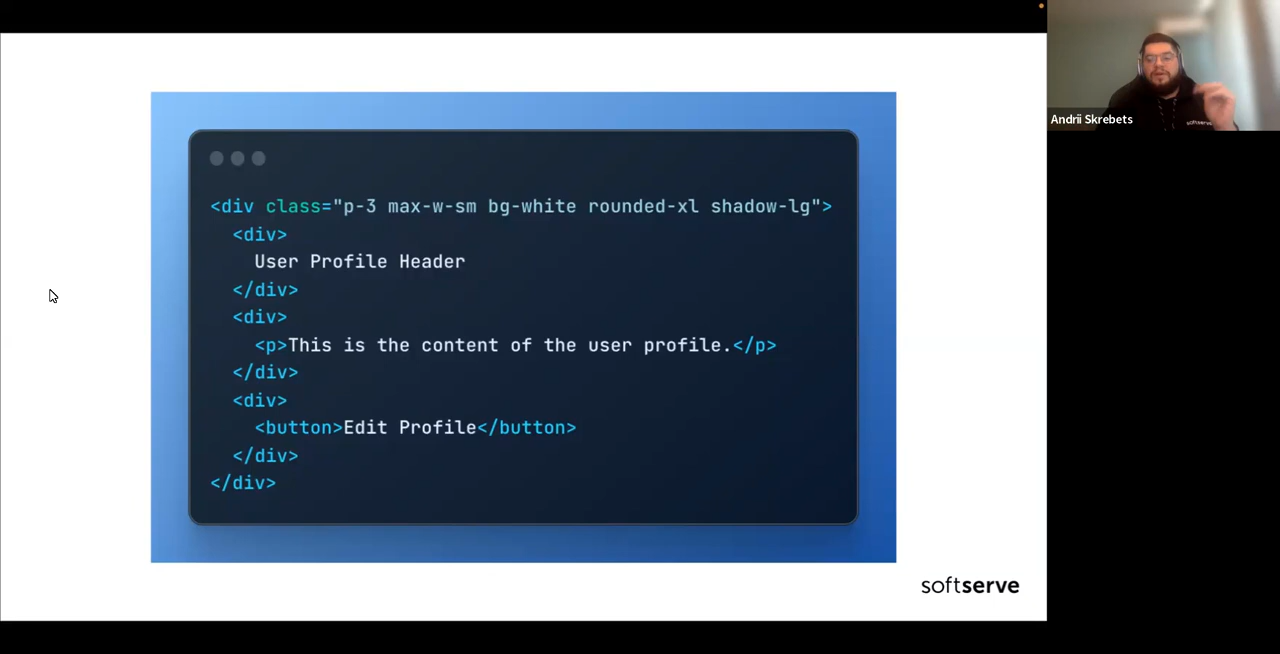 <div class="p-3 max-w-sm bg-white rounded-xl shadow-lg">
  <div>
    User Profile Header
  </div>
  <div>
    <p>This is the content of the user profile.</p>
  </div>
  <div>
    <button>Edit Profile</button>
  </div>
</div>
softserve
Andrii Skrebets
softserve